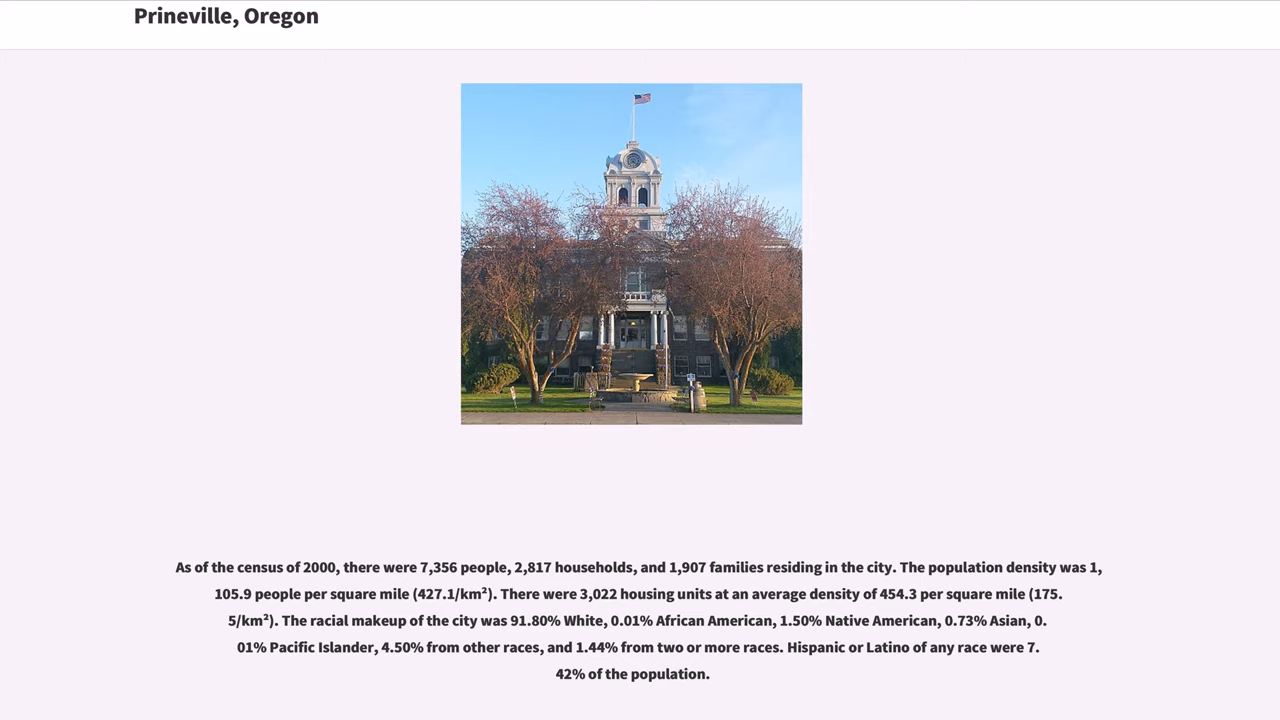 Prineville, Oregon
As of the census of 2000, there were 7,356 people, 2,817 households, and 1,907 families residing in the city. The population density was 1,
105.9 people per square mile (427.1/km²). There were 3,022 housing units at an average density of 454.3 per square mile (175.
5/km²). The racial makeup of the city was 91.80% White, 0.01% African American, 1.50% Native American, 0.73% Asian, 0.
01% Pacific Islander, 4.50% from other races, and 1.44% from two or more races. Hispanic or Latino of any race were 7.
42% of the population.